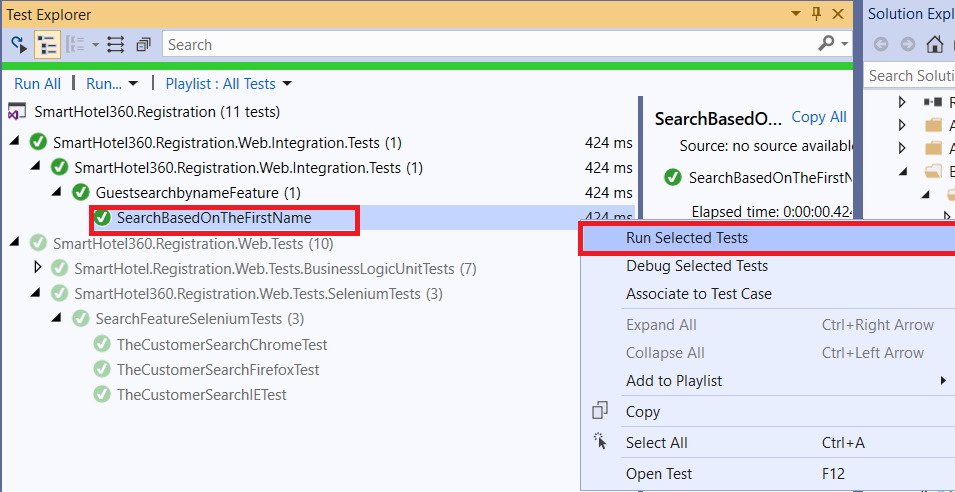 Test Explorer
Solution Expl
Search
Search Soluti
Run All | Run... | Playlist : All Tests
SmartHotel360.Registration (11 tests)
SearchBasedO... Copy All
SmartHotel360.Registration.Web.Integration.Tests (1) 424 ms
Source: no source available
SmartHotel360.Registration.Web.Integration.Tests (1) 424 ms
SearchBasedOnTheFirstN
GuestsearchbynameFeature (1) 424 ms
Elapsed time: 0:00:00.424
SearchBasedOnTheFirstName 424 ms
SmartHotel360.Registration.Web.Tests (10)
SmartHotel.Registration.Web.Tests.BusinessLogicUnitTests (7)
SmartHotel360.Registration.Web.Tests.SeleniumTests (3)
SearchFeatureSeleniumTests (3)
TheCustomerSearchChromeTest
TheCustomerSearchFirefoxTest
TheCustomerSearchIETest
Run Selected Tests
Debug Selected Tests
Associate to Test Case
Expand All Ctrl+Right Arrow
Collapse All Ctrl+Left Arrow
Add to Playlist
Copy
Select All Ctrl+A
Open Test F12